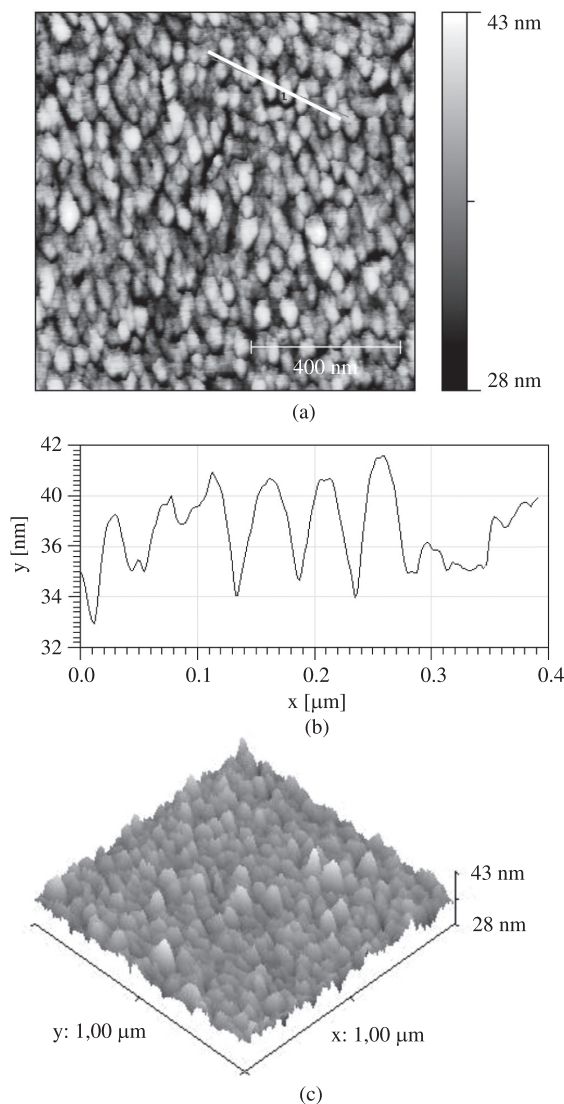 43 nm
400 nm
28 nm
(a)
42
40
36
34
32
y [nm]
0.0 0.1 0.2 0.3 0.4
x [μm]
(b)
43 nm
28 nm
y: 1,00 μm
x: 1,00 μm
(c)